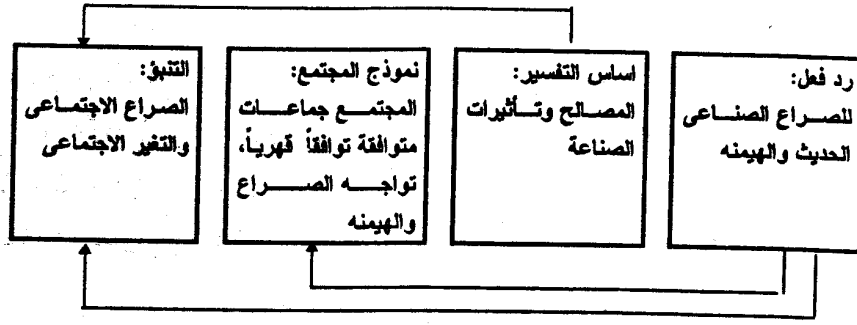 رد فعل:
للصراع الصناعى
الحديث والهيمنه
اساس التفسير:
المصالح وتأثيرات
الصناعة
نموذج المجتمع:
المجتمع جماعات
متوافقة توافقاً قهرياً،
تواجه الصراع
والهيمنه
التنبؤ:
الصراع الاجتماعى
والتغير الاجتماعى